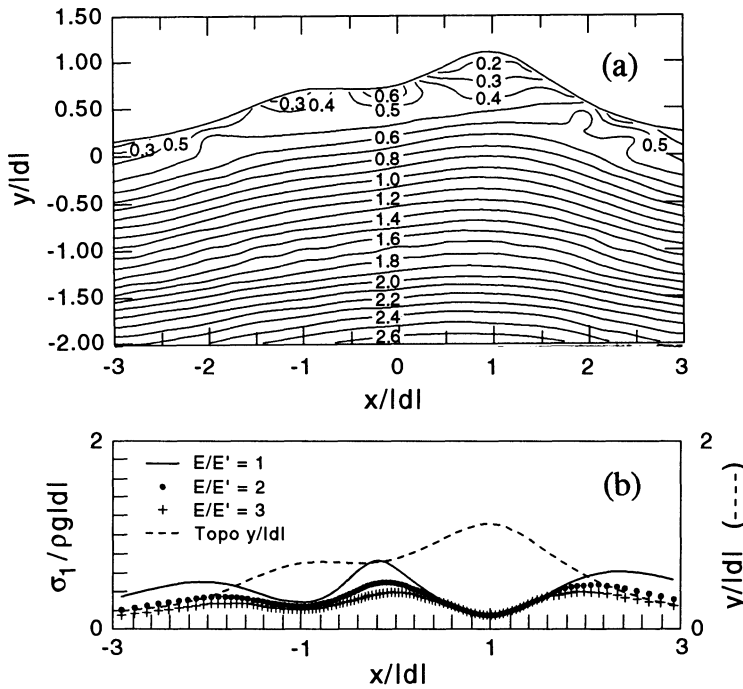 1.50
1.00
0.50
0
-0.50
-1.00
-1.50
-2.00
y/|d|
(a)
0.2
0.3
0.4
0.6
0.5
0.3 0.4
0.3 0.5
0.5
0.6
0.8
1.0
1.2
1.4
1.6
1.8
2.0
2.2
2.4
2.6
-3 -2 -1 0 1 2 3
x/|d|
2
0
σ1/ρg|d|
E/E' = 1
E/E' = 2
E/E' = 3
Topo y/|d|
(b)
2
0
y/|d| (----)
-3 -1 1 3
x/|d|